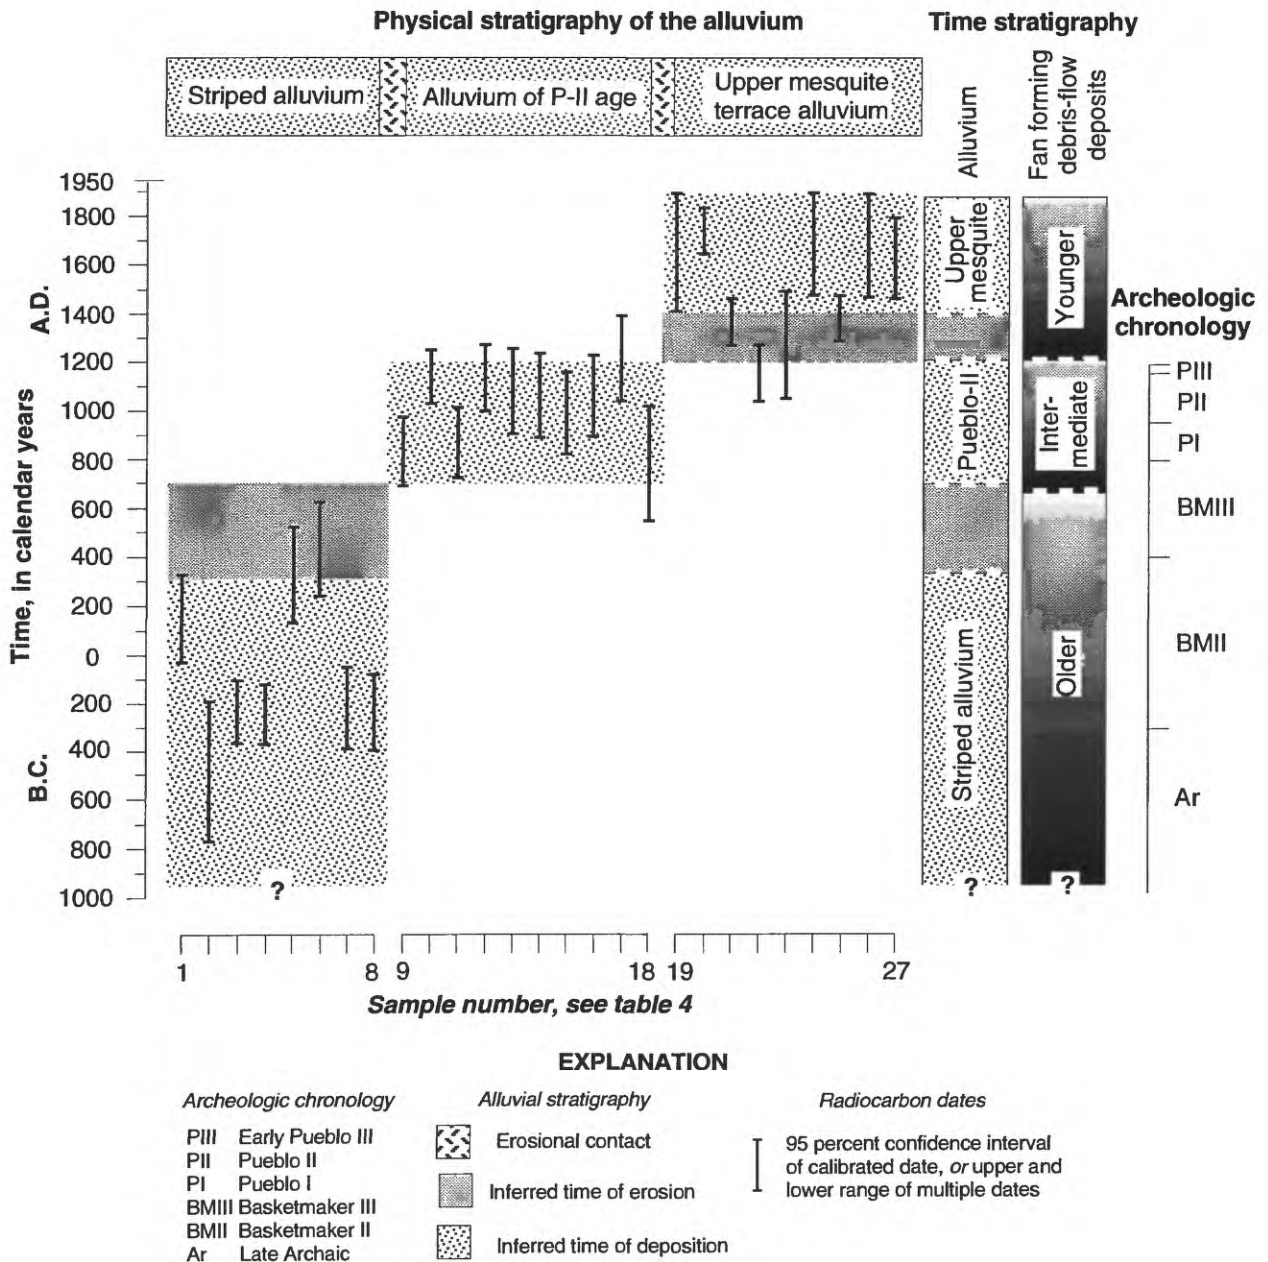 Physical stratigraphy of the alluvium
Time stratigraphy
Striped alluvium
Alluvium of P-II age
Upper mesquite
terrace alluvium
Alluvium
Fan forming
debris-flow
deposits
Time, in calendar years
A.D.
B.C.
1950
1800
1600
1400
1200
1000
800
600
400
200
0
200
400
600
800
1000
?
Upper
mesquite
Pueblo-II
Striped alluvium
?
Younger
Inter-
mediate
Older
?
Archeologic
chronology
PIII
PII
PI
BMIII
BMII
Ar
1
8
9
18
19
27
Sample number, see table 4
EXPLANATION
Archeologic chronology
PIII Early Pueblo III
PII Pueblo II
PI Pueblo I
BMIII Basketmaker III
BMII Basketmaker II
Ar Late Archaic
Alluvial stratigraphy
Erosional contact
Inferred time of erosion
Inferred time of deposition
Radiocarbon dates
95 percent confidence interval
of calibrated date, or upper and
lower range of multiple dates